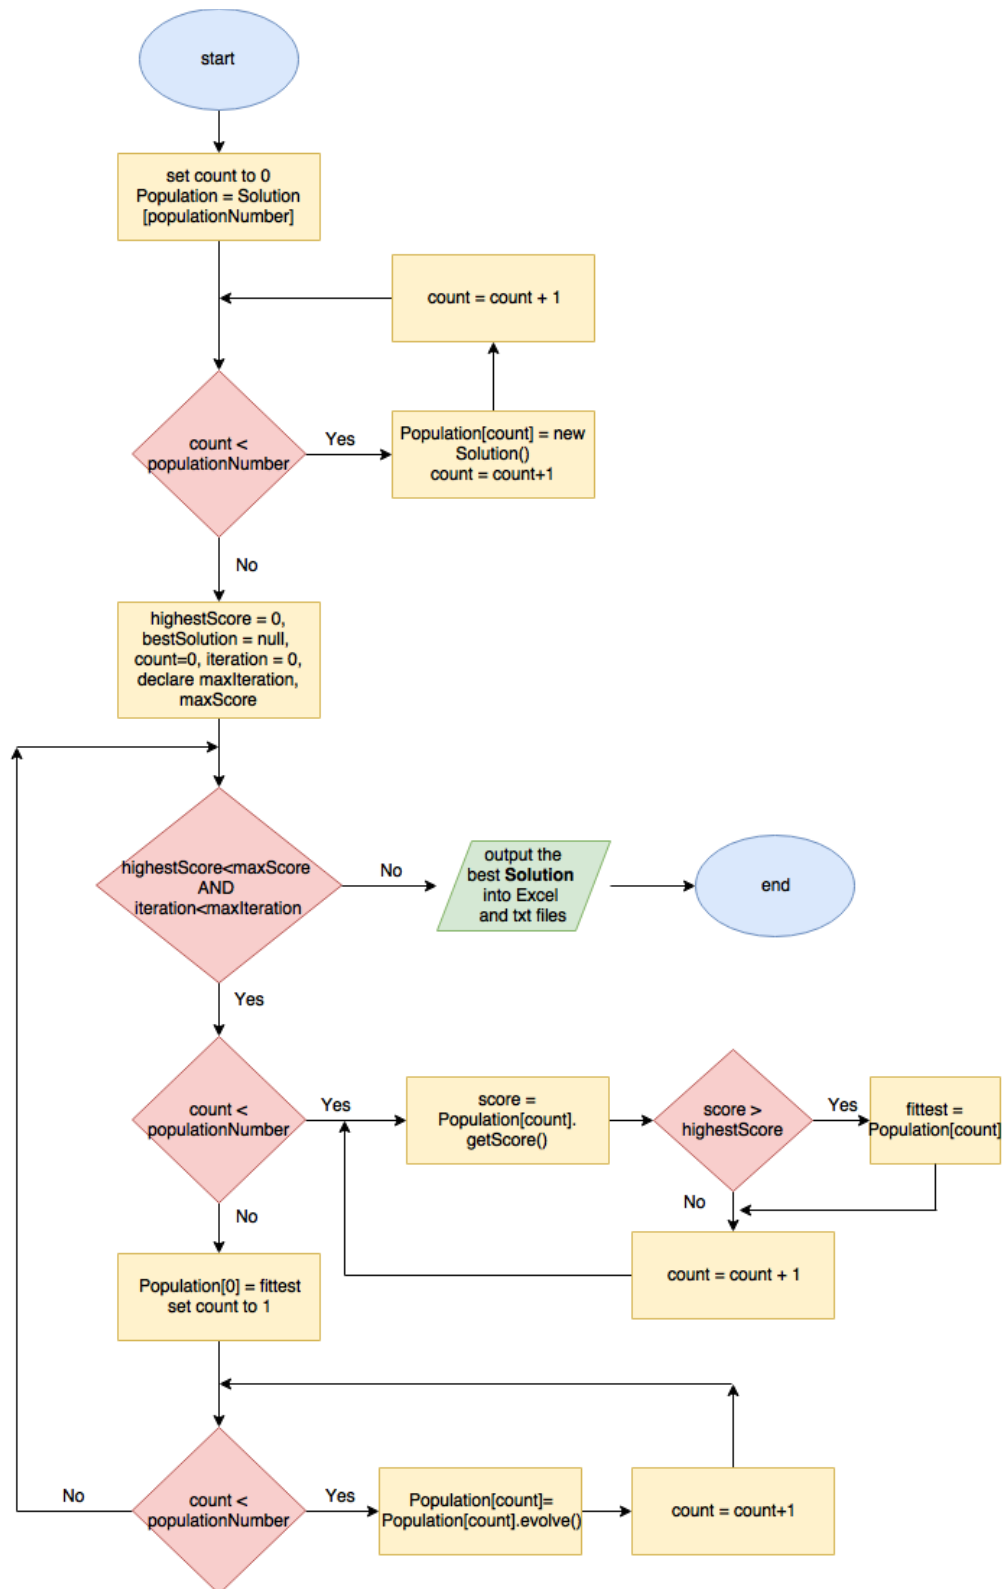 start
set count to 0
Population = Solution
[populationNumber]
count = count + 1
count <
populationNumber
Yes
Population[count] = new
Solution()
count = count+1
No
highestScore = 0,
bestSolution = null,
count=0, iteration = 0,
declare maxIteration,
maxScore
highestScore<maxScore
AND
iteration<maxIteration
No
output the
best Solution
into Excel
and txt files
end
Yes
count <
populationNumber
Yes
score =
Population[count].
getScore()
score >
highestScore
Yes
fittest =
Population[count]
No
No
count = count + 1
Population[0] = fittest
set count to 1
No
count <
populationNumber
Yes
Population[count]=
Population[count].evolve()
count = count+1